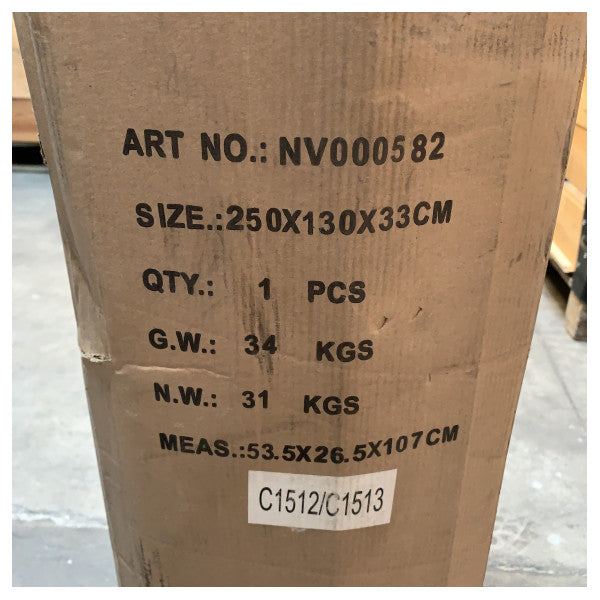 ART NO.: NV000582
SIZE.:250X130X33CM
QTY.: 1 PCS
G.W.: 34 KGS
N.W.: 31 KGS
MEAS.:53.5X26.5X107CM
C1512/C1513